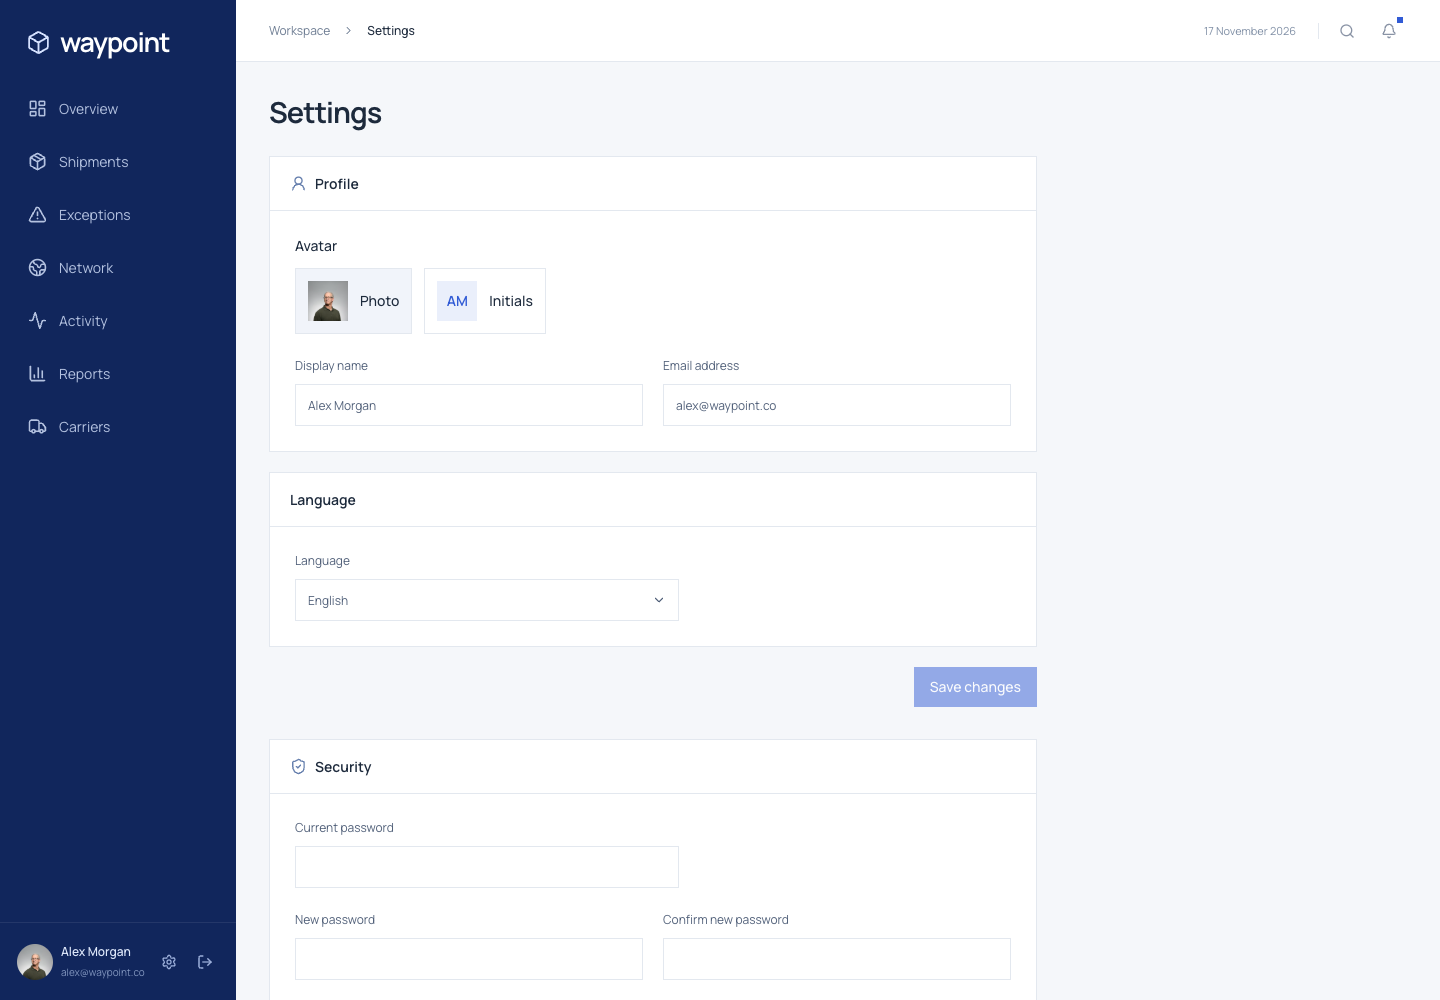 waypoint
Overview
Shipments
Exceptions
Network
Activity
Reports
Carriers
Alex Morgan
alex@waypoint.co
Workspace > Settings
17 November 2026
Settings
Profile
Avatar
Photo
AM Initials
Display name Email address
Alex Morgan alex@waypoint.co
Language
Language
English
Save changes
Security
Current password
New password Confirm new password